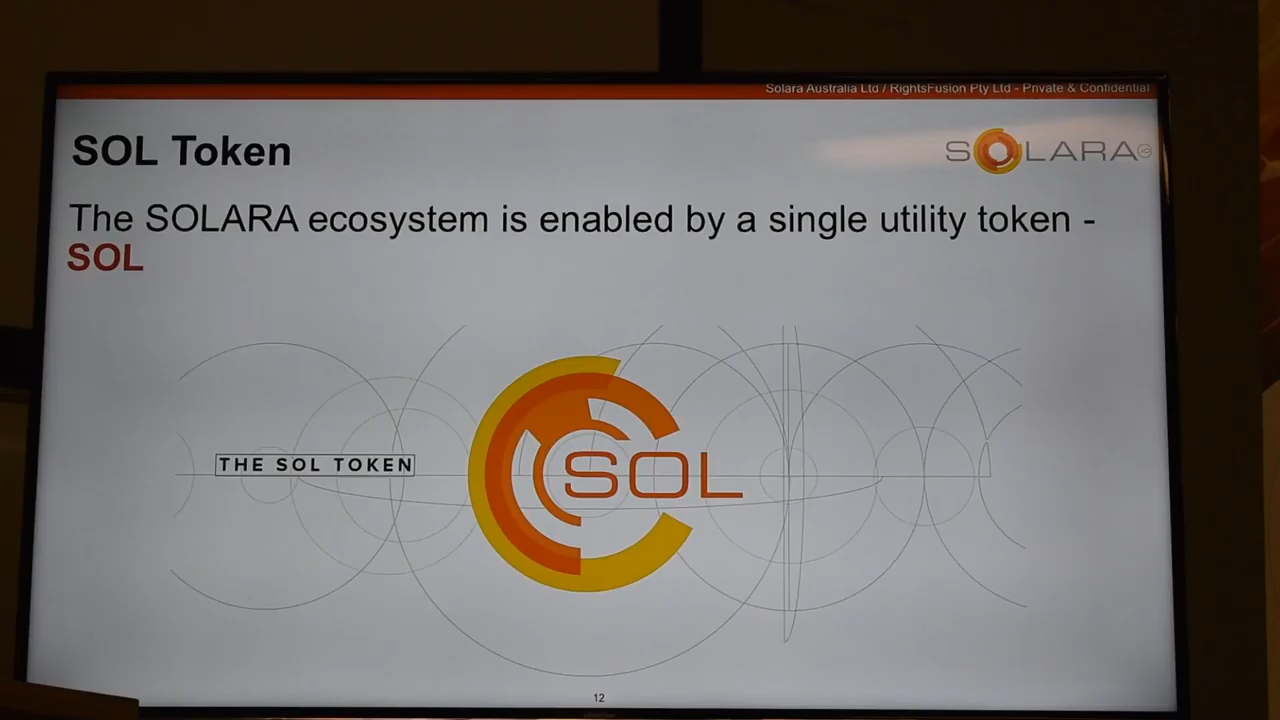 Solara Australia Ltd / RightsFusion Pty Ltd - Private & Confidential
SOL Token
SOLARA
The SOLARA ecosystem is enabled by a single utility token -
SOL
THE SOL TOKEN
SOL
12